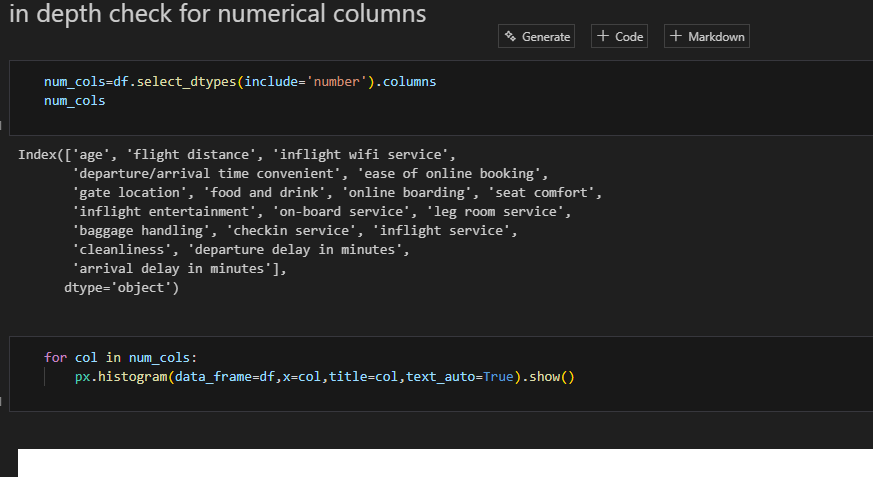 in depth check for numerical columns
Generate
+ Code
+ Markdown
num_cols=df.select_dtypes(include='number').columns
num_cols
Index(['age', 'flight distance', 'inflight wifi service',
'departure/arrival time convenient', 'ease of online booking',
'gate location', 'food and drink', 'online boarding', 'seat comfort',
'inflight entertainment', 'on-board service', 'leg room service',
'baggage handling', 'checkin service', 'inflight service',
'cleanliness', 'departure delay in minutes',
'arrival delay in minutes'],
dtype='object')
for col in num_cols:
px.histogram(data_frame=df,x=col,title=col,text_auto=True).show()